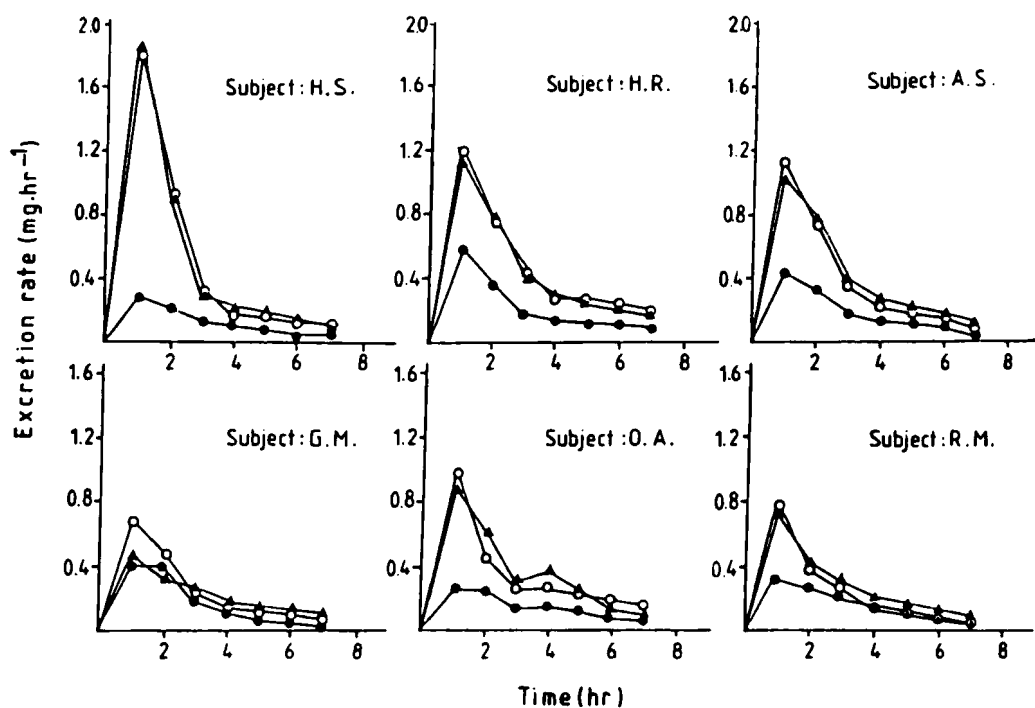 2.0
1.6
1.2
0.8
0.4
2 4 6 8
Subject: H.S.
2.0
1.6
1.2
0.8
0.4
2 4 6 8
Subject: H.R.
2.0
1.6
1.2
0.8
0.4
2 4 6 8
Subject: A.S.
1.6
1.2
0.8
0.4
2 4 6 8
Subject: G.M.
1.6
1.2
0.8
0.4
2 4 6 8
Subject: O.A.
1.6
1.2
0.8
0.4
2 4 6 8
Subject: R.M.
Excretion rate (mg.hr⁻¹)
Time (hr)